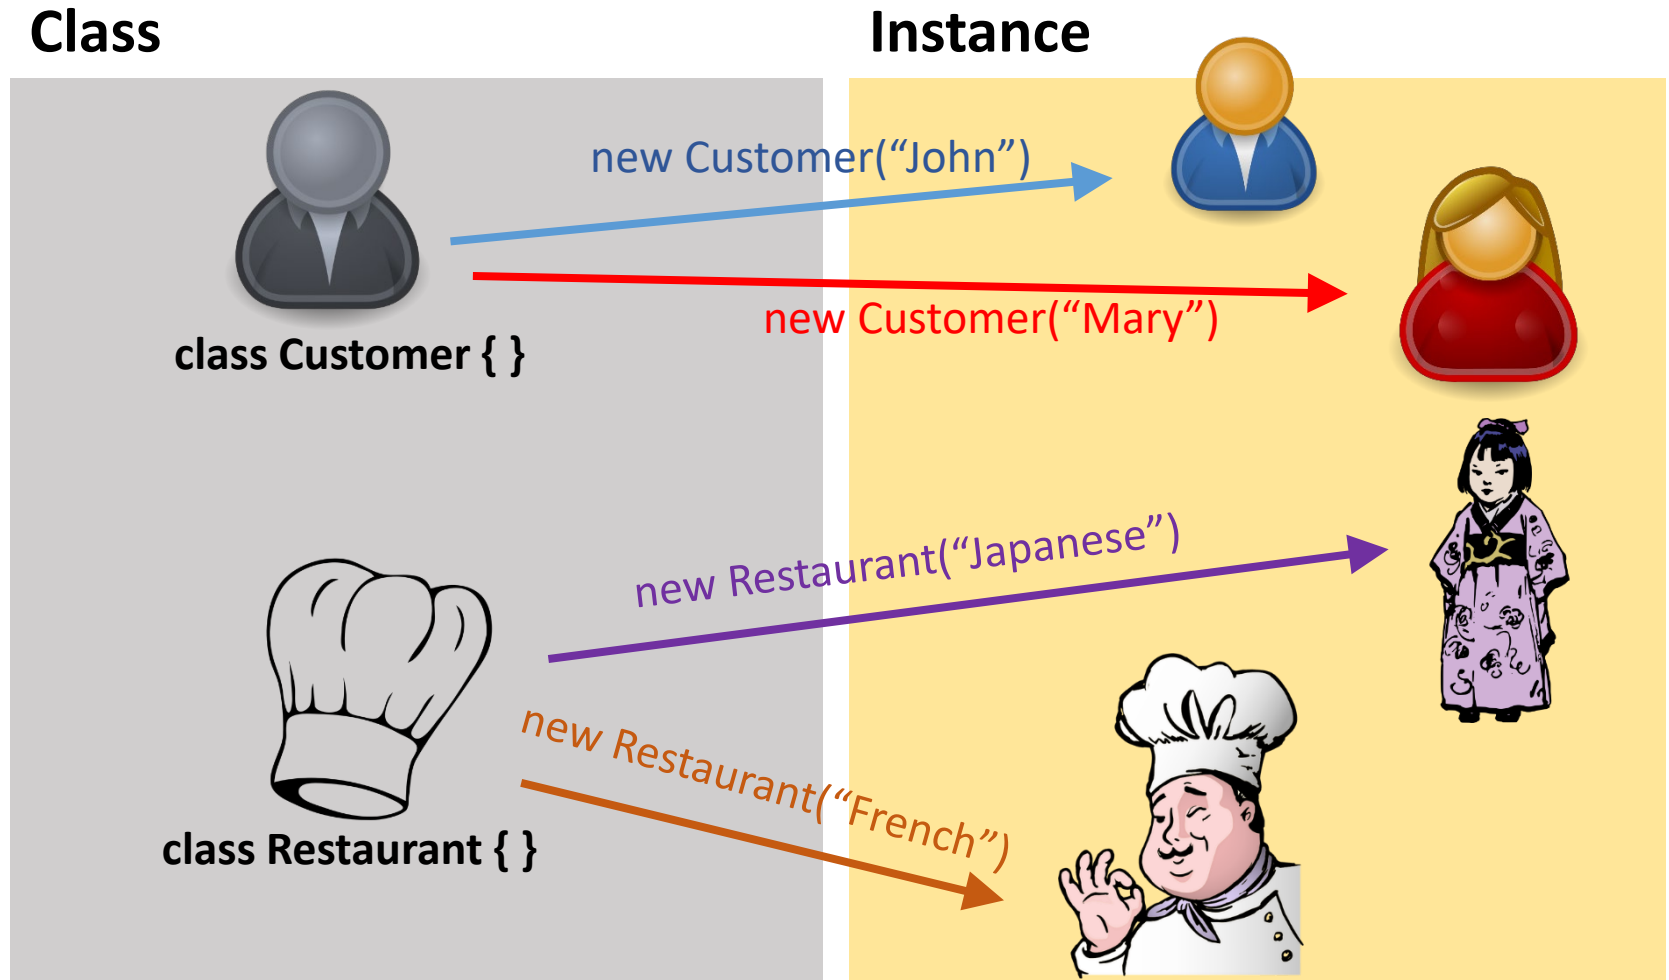 Class
Instance
new Customer(“John”)
new Customer(“Mary”)
class Customer { }
new Restaurant(“Japanese”)
new Restaurant(“French”)
class Restaurant { }